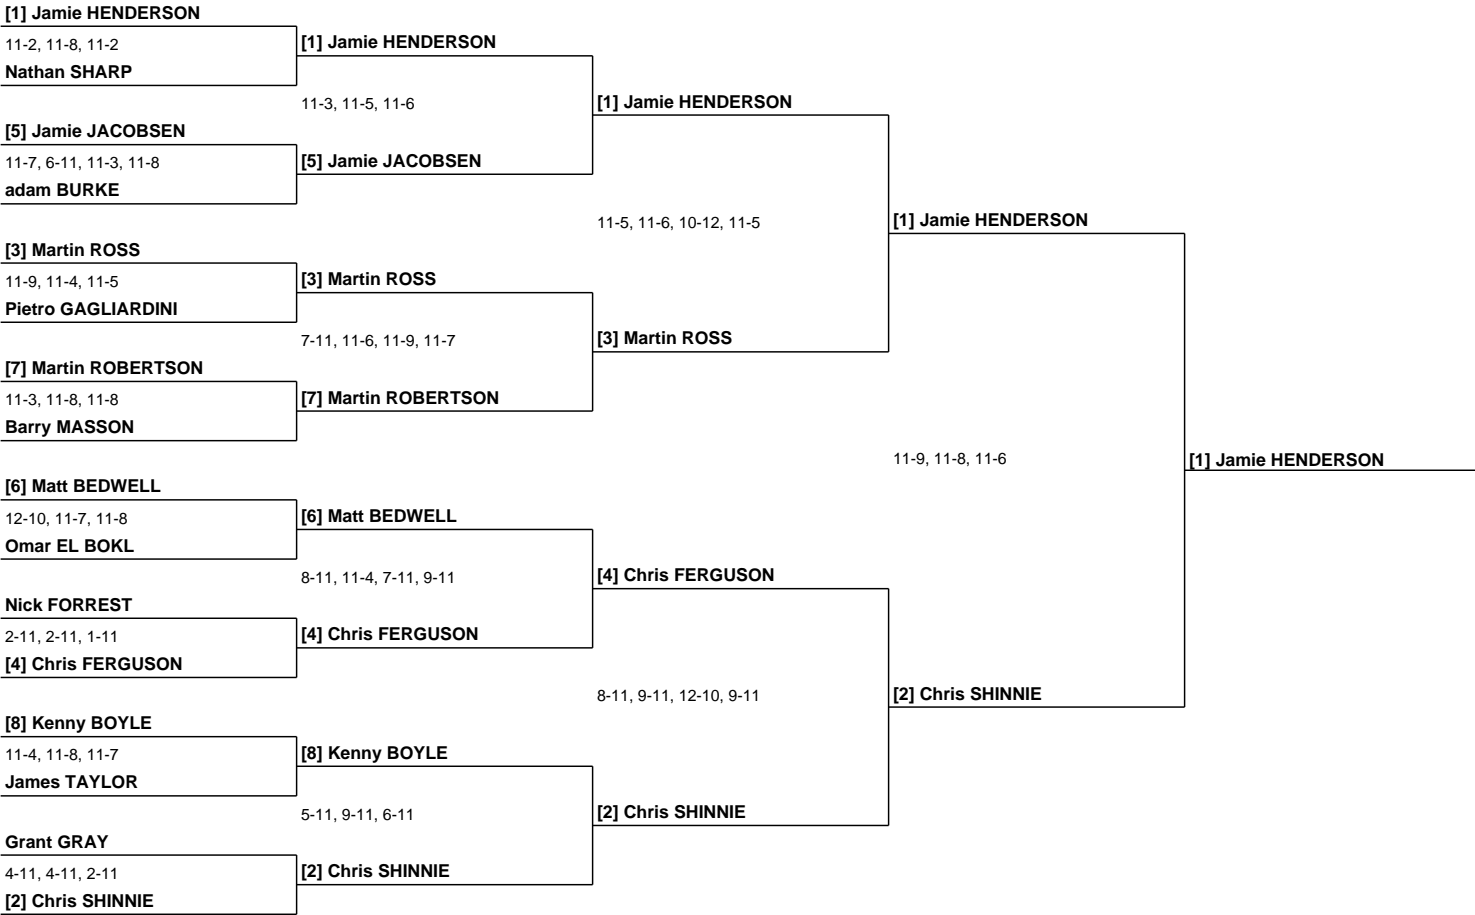 [1] Jamie HENDERSON
11-2, 11-8, 11-2
Nathan SHARP
[5] Jamie JACOBSEN
11-7, 6-11, 11-3, 11-8
adam BURKE
[3] Martin ROSS
11-9, 11-4, 11-5
Pietro GAGLIARDINI
[7] Martin ROBERTSON
11-3, 11-8, 11-8
Barry MASSON
[6] Matt BEDWELL
12-10, 11-7, 11-8
Omar EL BOKL
Nick FORREST
2-11, 2-11, 1-11
[4] Chris FERGUSON
[8] Kenny BOYLE
11-4, 11-8, 11-7
James TAYLOR
Grant GRAY
4-11, 4-11, 2-11
[2] Chris SHINNIE
[1] Jamie HENDERSON
11-3, 11-5, 11-6
[5] Jamie JACOBSEN
[3] Martin ROSS
7-11, 11-6, 11-9, 11-7
[7] Martin ROBERTSON
[6] Matt BEDWELL
8-11, 11-4, 7-11, 9-11
[4] Chris FERGUSON
[8] Kenny BOYLE
5-11, 9-11, 6-11
[2] Chris SHINNIE
[1] Jamie HENDERSON
11-5, 11-6, 10-12, 11-5
[3] Martin ROSS
[4] Chris FERGUSON
8-11, 9-11, 12-10, 9-11
[2] Chris SHINNIE
[1] Jamie HENDERSON
11-9, 11-8, 11-6
[2] Chris SHINNIE
[1] Jamie HENDERSON